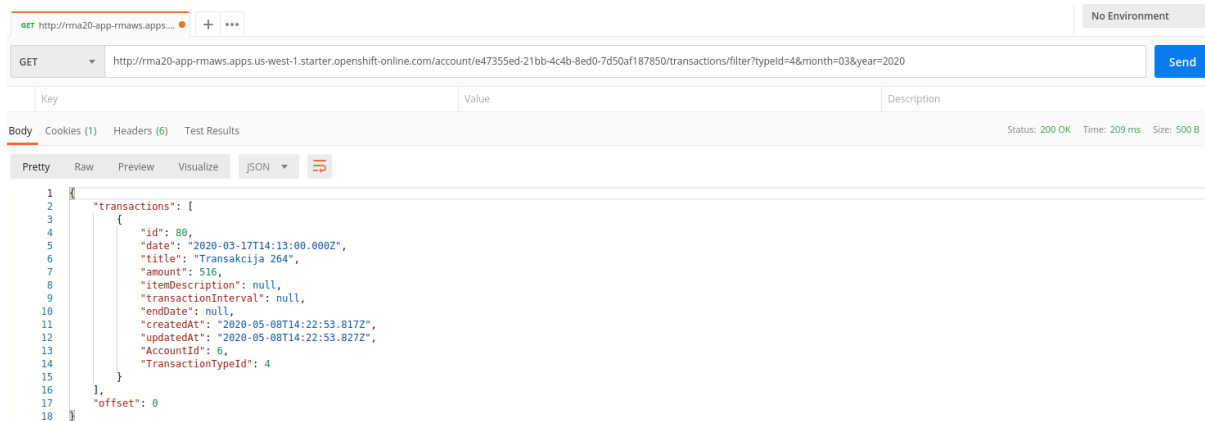 GET http://rma20-app-rmaws.apps.... + •••
No Environment
GET http://rma20-app-rmaws.apps.us-west-1.starter.openshift-online.com/account/e47355ed-21bb-4c4b-8ed0-7d50af187850/transactions/filter?typeId=4&month=03&year=2020 Send
Key Value Description
Body Cookies (1) Headers (6) Test Results Status: 200 OK Time: 209 ms Size: 500 B
Pretty Raw Preview Visualize JSON
1 {
2 "transactions": [
3 {
4 "id": 80,
5 "date": "2020-03-17T14:13:00.000Z",
6 "title": "Transakcija 264",
7 "amount": 516,
8 "itemDescription": null,
9 "transactionInterval": null,
10 "endDate": null,
11 "createdAt": "2020-05-08T14:22:53.817Z",
12 "updatedAt": "2020-05-08T14:22:53.827Z",
13 "AccountId": 6,
14 "TransactionTypeId": 4
15 }
16 ],
17 "offset": 0
18 }